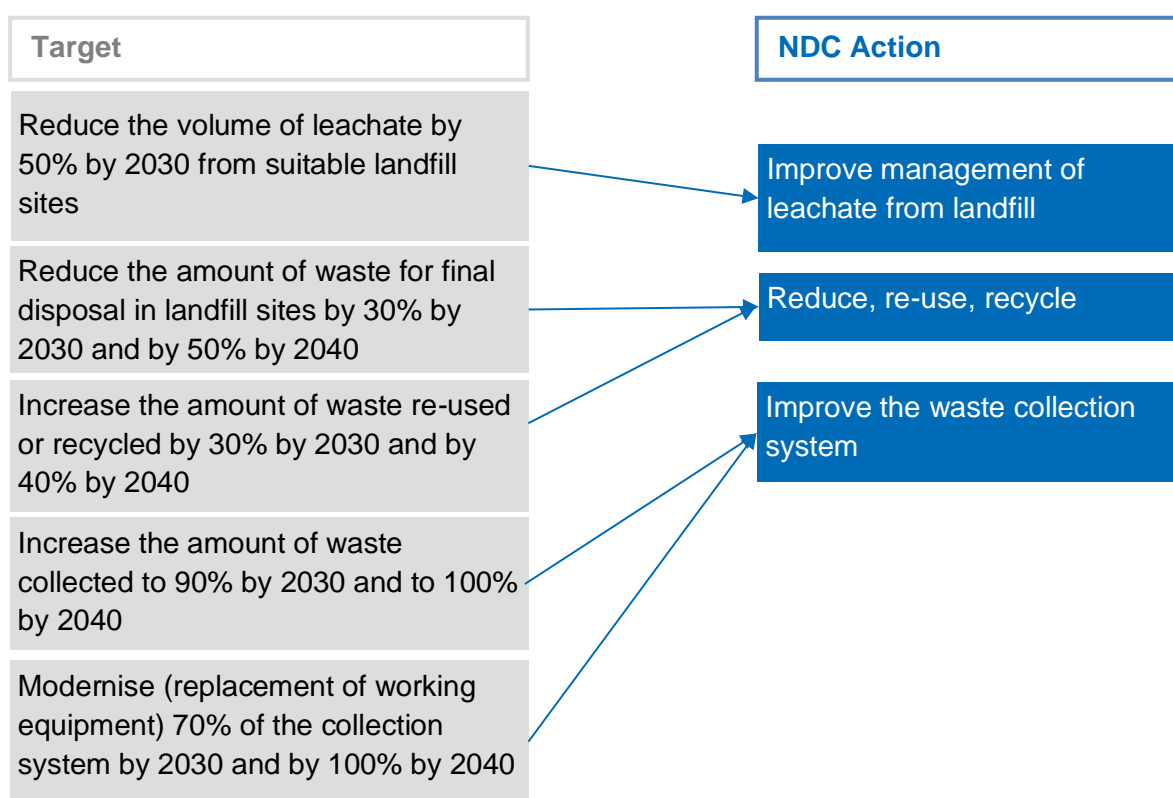 Target
Reduce the volume of leachate by
50% by 2030 from suitable landfill
sites
Reduce the amount of waste for final
disposal in landfill sites by 30% by
2030 and by 50% by 2040
Increase the amount of waste re-used
or recycled by 30% by 2030 and by
40% by 2040
Increase the amount of waste
collected to 90% by 2030 and to 100%
by 2040
Modernise (replacement of working
equipment) 70% of the collection
system by 2030 and by 100% by 2040
NDC Action
Improve management of
leachate from landfill
Reduce, re-use, recycle
Improve the waste collection
system